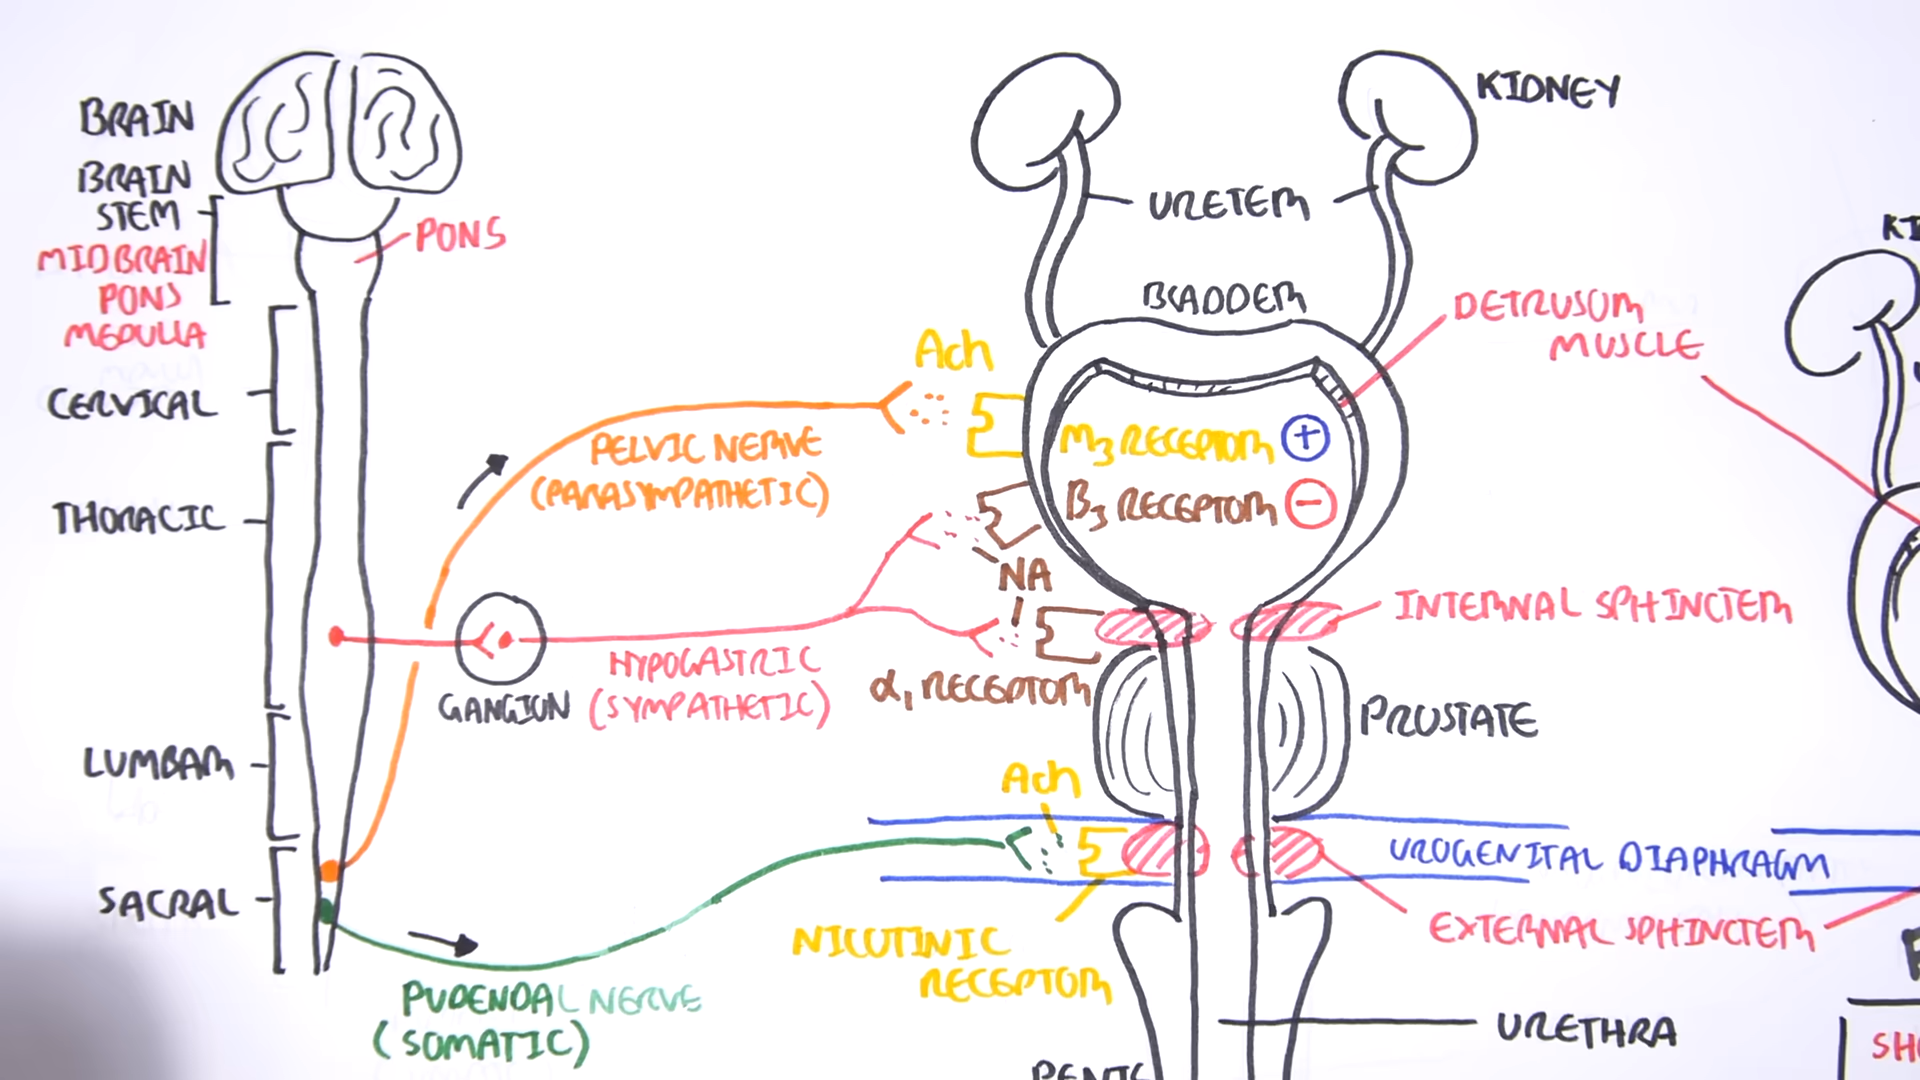 BRAIN
BRAIN
STEM
MIDBRAIN
PONS
MEDULLA
PONS
CERVICAL
THORACIC
LUMBAR
SACRAL
PELVIC NERVE
(PARASYMPATHETIC)
GANGION
HYPOGASTRIC
(SYMPATHETIC)
PUDENDAL NERVE
(SOMATIC)
Ach
NA
α1 RECEPTOR
Ach
NICOTINIC
RECEPTOR
KIDNEY
URETER
BLADDER
M3 RECEPTOR +
B3 RECEPTOR −
DETRUSOR
MUSCLE
INTERNAL SPHINCTER
PROSTATE
UROGENITAL DIAPHRAGM
EXTERNAL SPHINCTER
URETHRA
PENIS